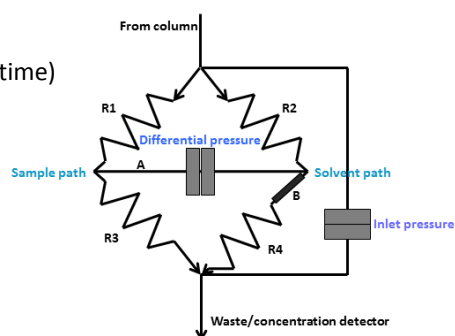 From column
time)
R1
R2
Differential pressure
Sample path
A
Solvent path
B
Inlet pressure
R3
R4
Waste/concentration detector